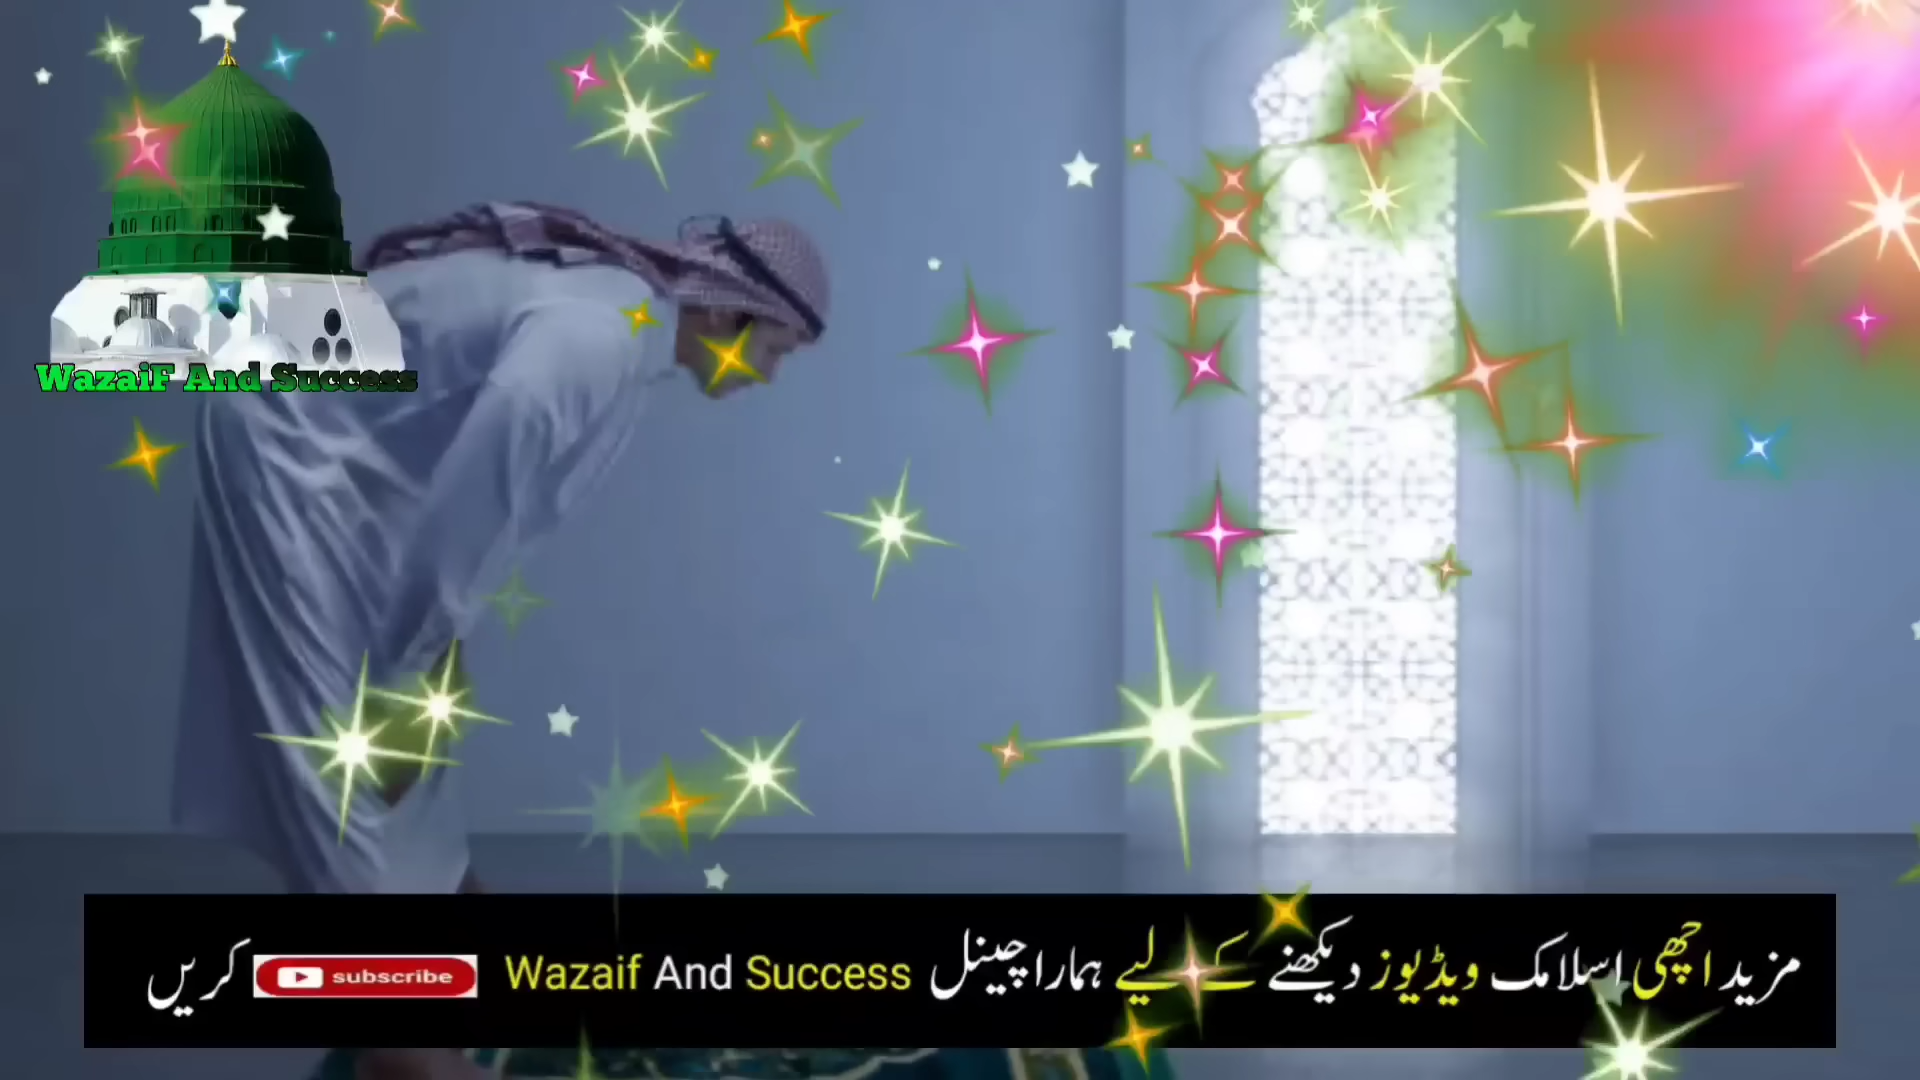 WazaiF And Success
مزید اچھی اسلامک ویڈیوز دیکھنے کے لیے ہمارا چینل Wazaif And Success subscribe کریں